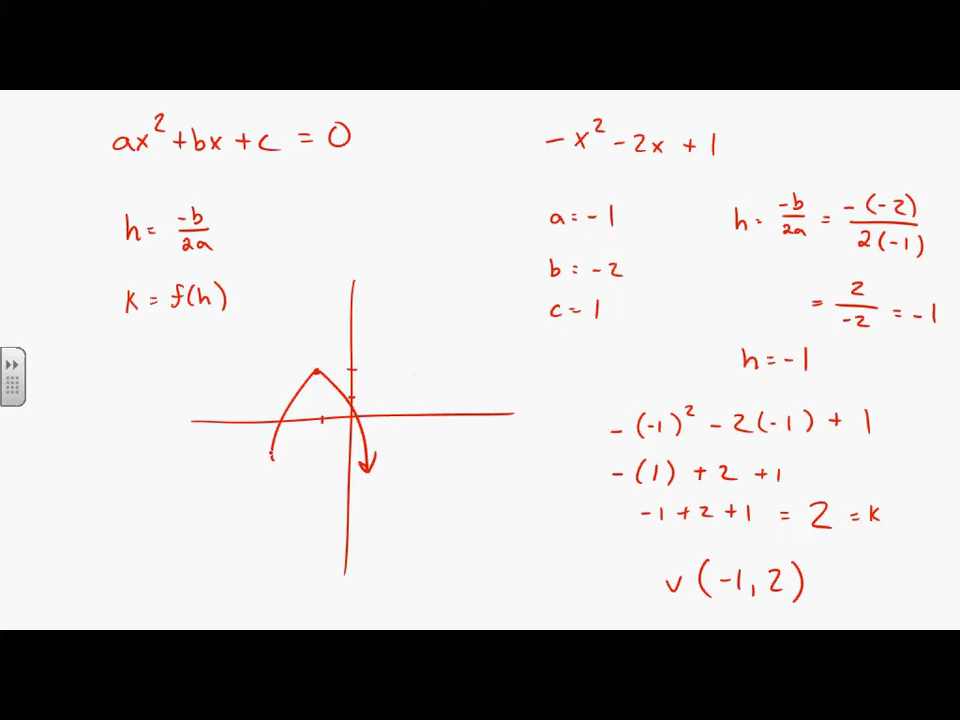 ax² + bx + c = 0
h = -b/2a
k = f(h)
-x² - 2x + 1
a = -1
b = -2
c = 1
h = -b/2a = -(-2)/2(-1)
= 2/-2 = -1
h = -1
-(-1)² - 2(-1) + 1
-(1) + 2 + 1
-1 + 2 + 1 = 2 = k
v(-1, 2)